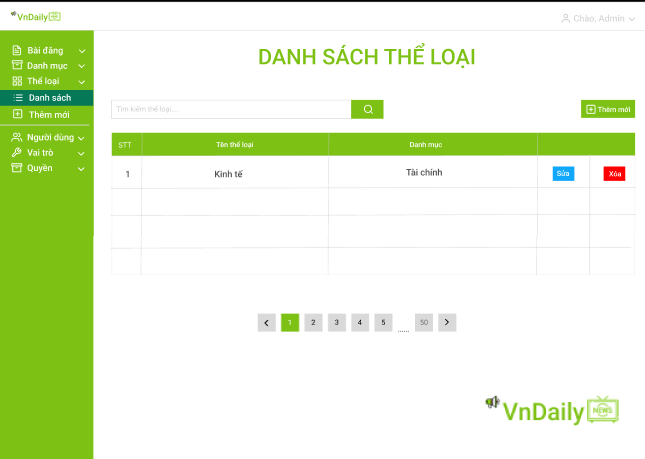 VnDaily
Chào, Admin
Bài đăng
Danh mục
Thể loại
Danh sách
Thêm mới
Người dùng
Vai trò
Quyền
DANH SÁCH THỂ LOẠI
Tìm kiếm thể loại....
Thêm mới
STT Tên thể loại Danh mục
1 Kinh tế Tài chính Sửa Xóa
1 2 3 4 5 ...... 50
VnDaily NEWS